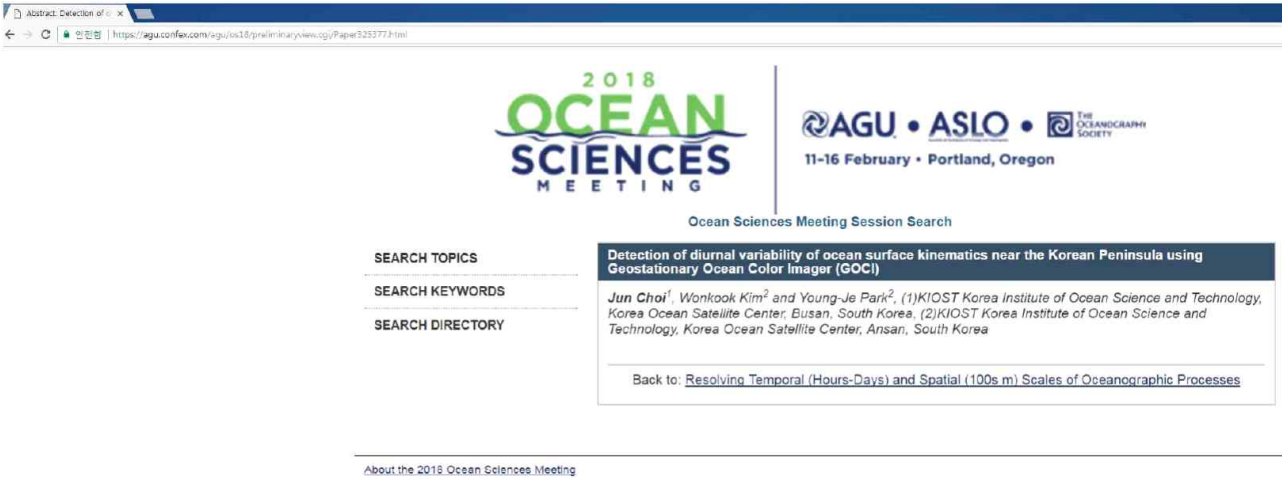 Abstract: Detection of d
안전함 | https://agu.confex.com/agu/os18/preliminaryview.cgi/Paper325377.html
2018
OCEAN
SCIENCES
MEETING
AGU • ASLO • THE OCEANOGRAPHY SOCIETY
11-16 February • Portland, Oregon
Ocean Sciences Meeting Session Search
SEARCH TOPICS
SEARCH KEYWORDS
SEARCH DIRECTORY
Detection of diurnal variability of ocean surface kinematics near the Korean Peninsula using
Geostationary Ocean Color Imager (GOCI)
Jun Choi1, Wonkook Kim2 and Young-Je Park2, (1)KIOST Korea Institute of Ocean Science and Technology,
Korea Ocean Satellite Center, Busan, South Korea, (2)KIOST Korea Institute of Ocean Science and
Technology, Korea Ocean Satellite Center, Ansan, South Korea
Back to: Resolving Temporal (Hours-Days) and Spatial (100s m) Scales of Oceanographic Processes
About the 2018 Ocean Sciences Meeting